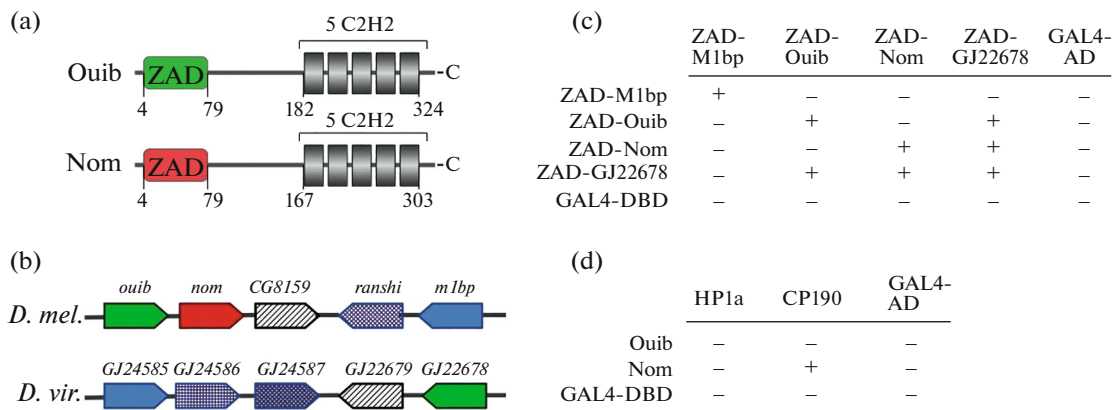 (a)
5 C2H2
Ouib ZAD -C
4 79 182 324
5 C2H2
Nom ZAD -C
4 79 167 303
(b)
ouib nom CG8159 ranshi m1bp
D. mel.
GJ24585 GJ24586 GJ24587 GJ22679 GJ22678
D. vir.
(c)
ZAD- ZAD- ZAD- ZAD- GAL4-
M1bp Ouib Nom GJ22678 AD
ZAD-M1bp + – – – –
ZAD-Ouib – + – + –
ZAD-Nom – – + + –
ZAD-GJ22678 – + + + –
GAL4-DBD – – – – –
(d)
HP1a CP190 GAL4-
AD
Ouib – – –
Nom – + –
GAL4-DBD – – –